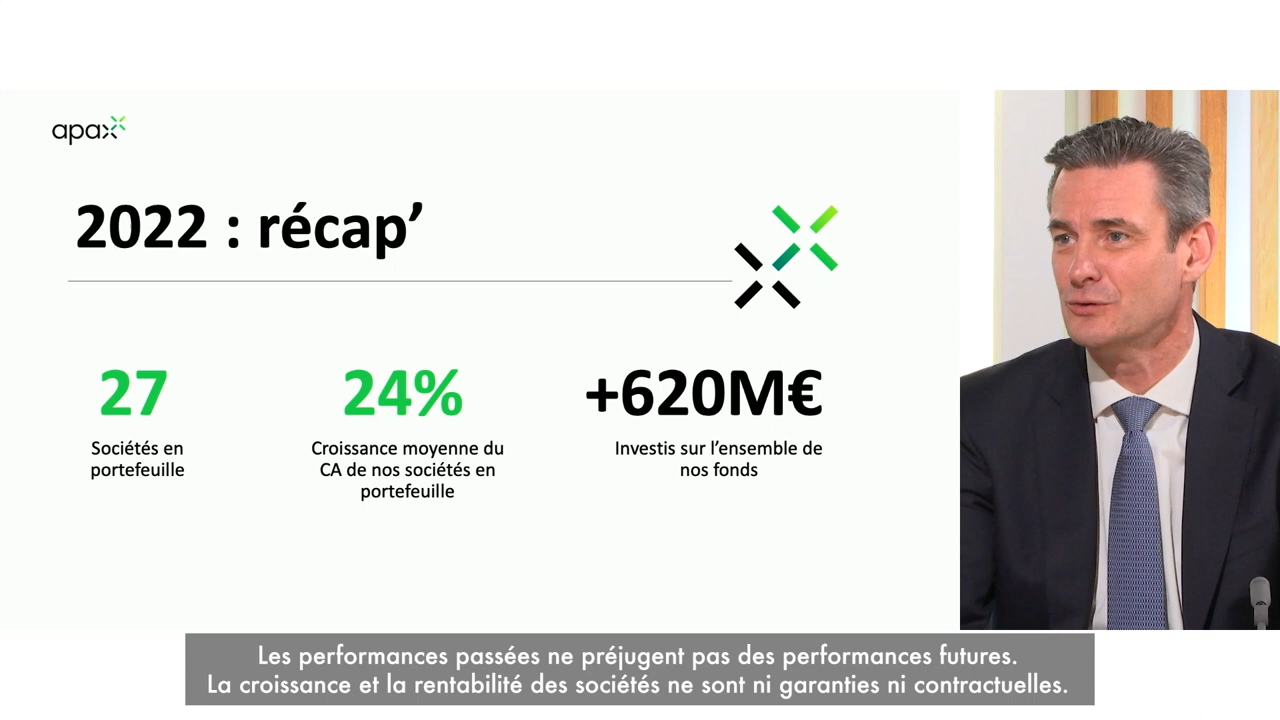 apax
2022 : récap’
27
Sociétés en
portefeuille
24%
Croissance moyenne du
CA de nos sociétés en
portefeuille
+620M€
Investis sur l’ensemble de
nos fonds
Les performances passées ne préjugent pas des performances futures.
La croissance et la rentabilité des sociétés ne sont ni garanties ni contractuelles.